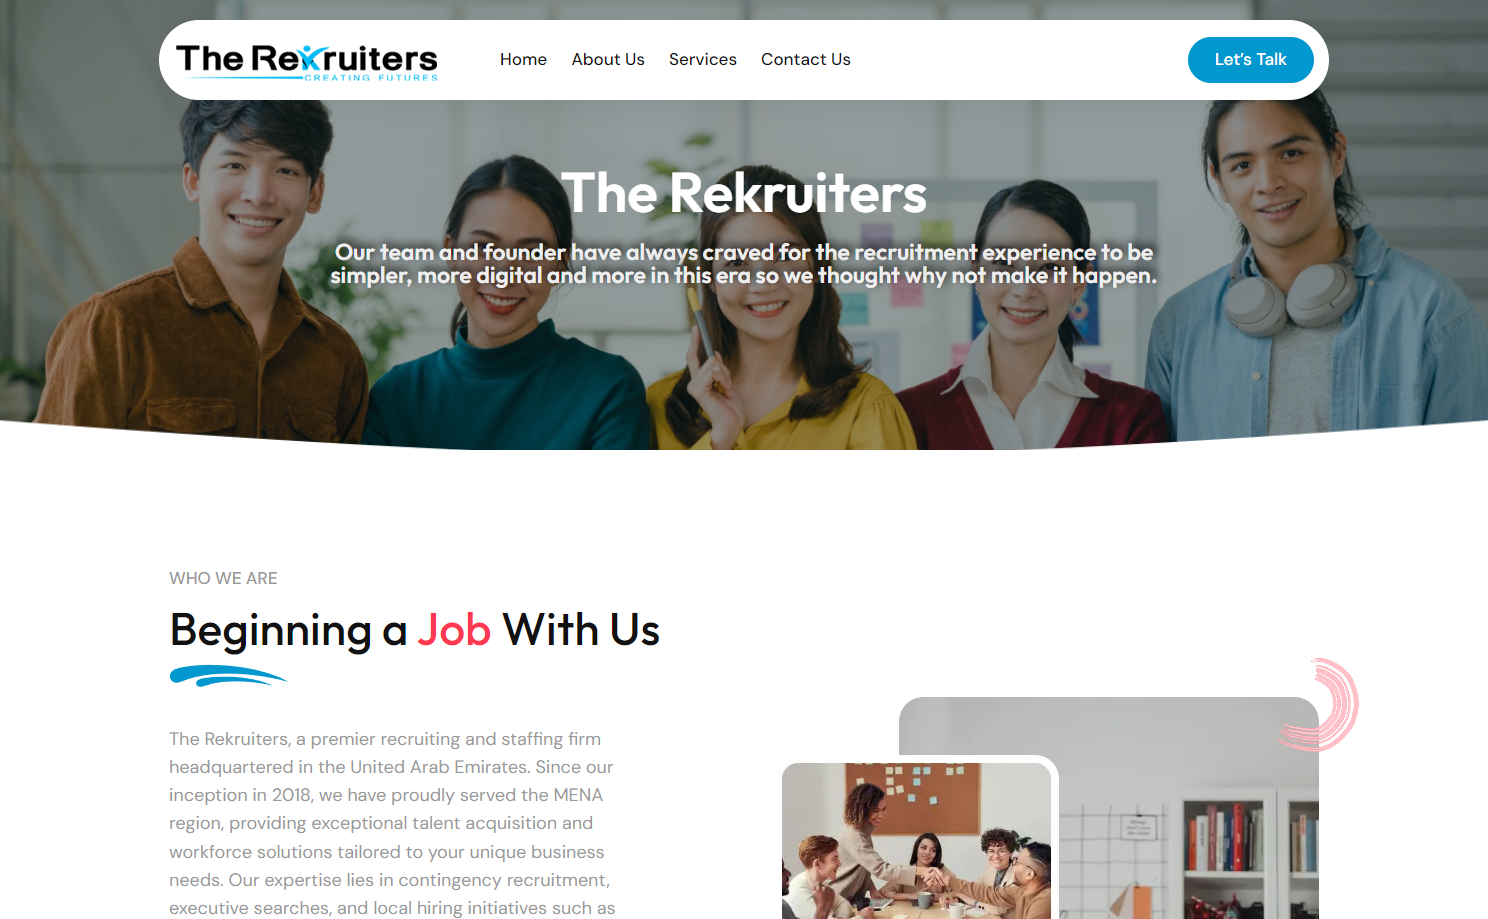 The Rekruiters
CREATING FUTURES
Home
About Us
Services
Contact Us
Let's Talk
The Rekruiters
Our team and founder have always craved for the recruitment experience to be
simpler, more digital and more in this era so we thought why not make it happen.
WHO WE ARE
Beginning a Job With Us
The Rekruiters, a premier recruiting and staffing firm
headquartered in the United Arab Emirates. Since our
inception in 2018, we have proudly served the MENA
region, providing exceptional talent acquisition and
workforce solutions tailored to your unique business
needs. Our expertise lies in contingency recruitment,
executive searches, and local hiring initiatives such as